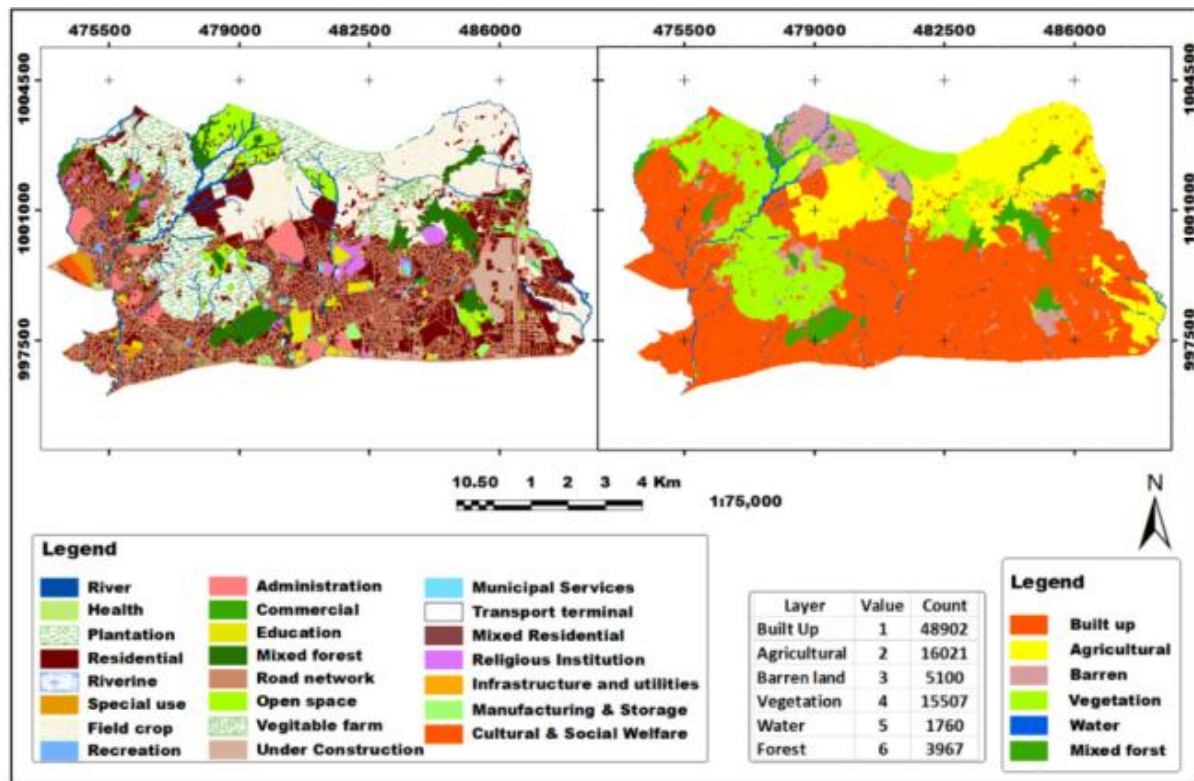 475500 479000 482500 486000 475500 479000 482500 486000
1004500 1004500
1001000 1001000
997500 997500
10.50 1 2 3 4 Km
1:75,000
N
Legend
River
Health
Plantation
Residential
Riverine
Special use
Field crop
Recreation
Administration
Commercial
Education
Mixed forest
Road network
Open space
Vegitable farm
Under Construction
Municipal Services
Transport terminal
Mixed Residential
Religious Institution
Infrastructure and utilities
Manufacturing & Storage
Cultural & Social Welfare
Layer Value Count
Built Up 1 48902
Agricultural 2 16021
Barren land 3 5100
Vegetation 4 15507
Water 5 1760
Forest 6 3967
Legend
Built up
Agricultural
Barren
Vegetation
Water
Mixed forst